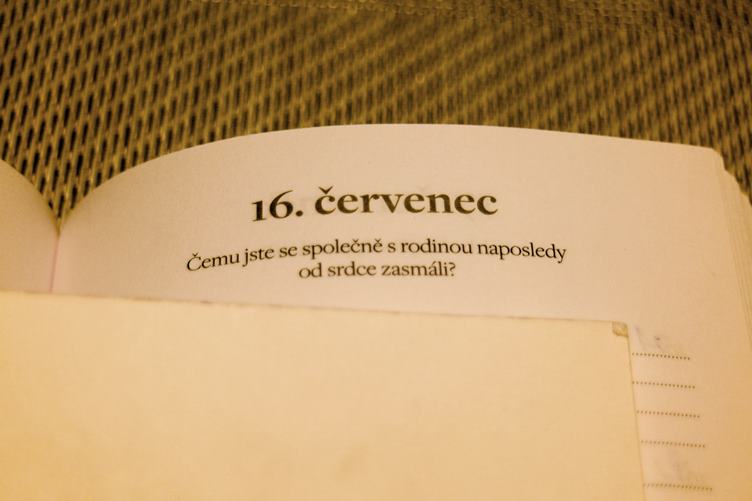 16. červenec
Čemu jste se společně s rodinou naposledy
od srdce zasmáli?